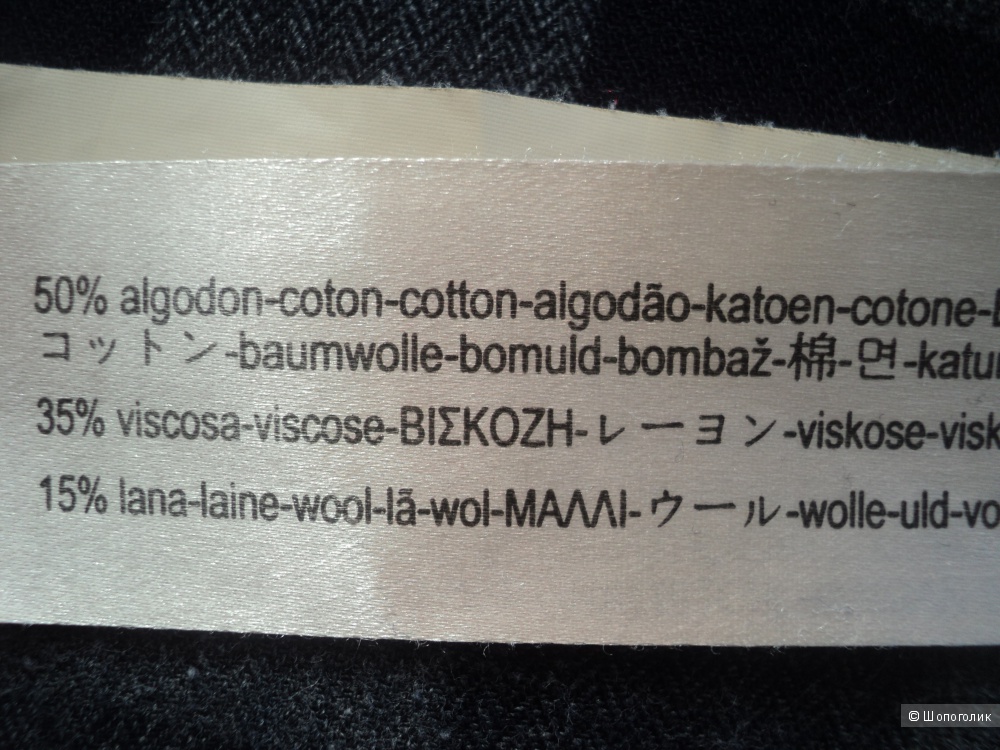 50% algodon-coton-cotton-algodão-katoen-cotone-
コットン-baumwolle-bomuld-bombaž-棉-면-katu
35% viscosa-viscose-ΒΙΣΚΟΖΗ-レーヨン-viskose-visk
15% lana-laine-wool-lã-wol-ΜΑΛΛΙ-ウール-wolle-uld-vo
© Шопоголик